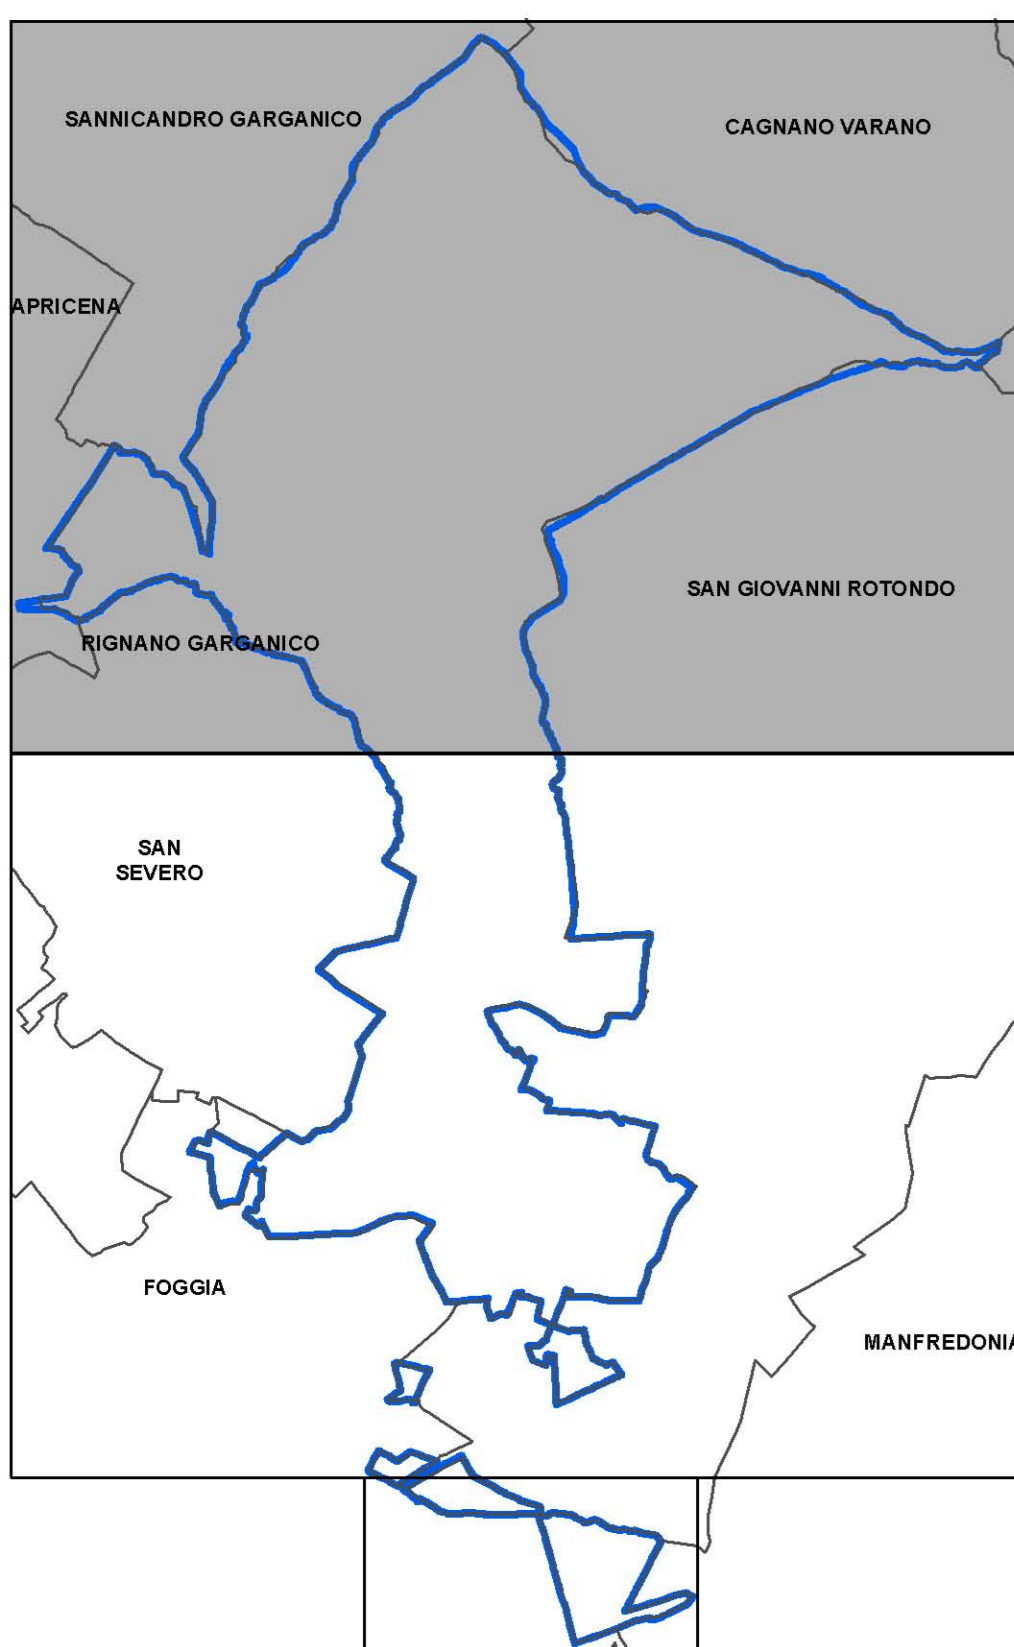 SANNICANDRO GARGANICO
CAGNANO VARANO
APRICENA
SAN GIOVANNI ROTONDO
RIGNANO GARGANICO
SAN
SEVERO
FOGGIA
MANFREDONIA